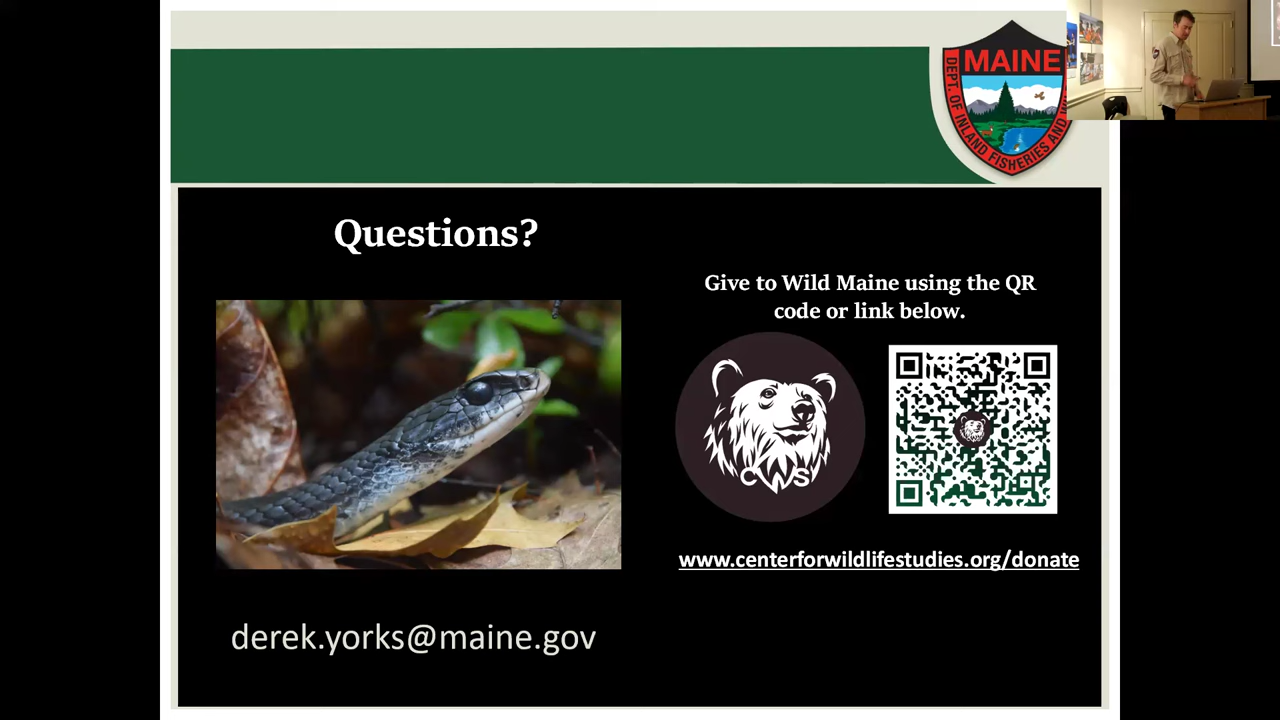 MAINE
DEPT. OF INLAND FISHERIES AND
Questions?
Give to Wild Maine using the QR
code or link below.
CWS
www.centerforwildlifestudies.org/donate
derek.yorks@maine.gov